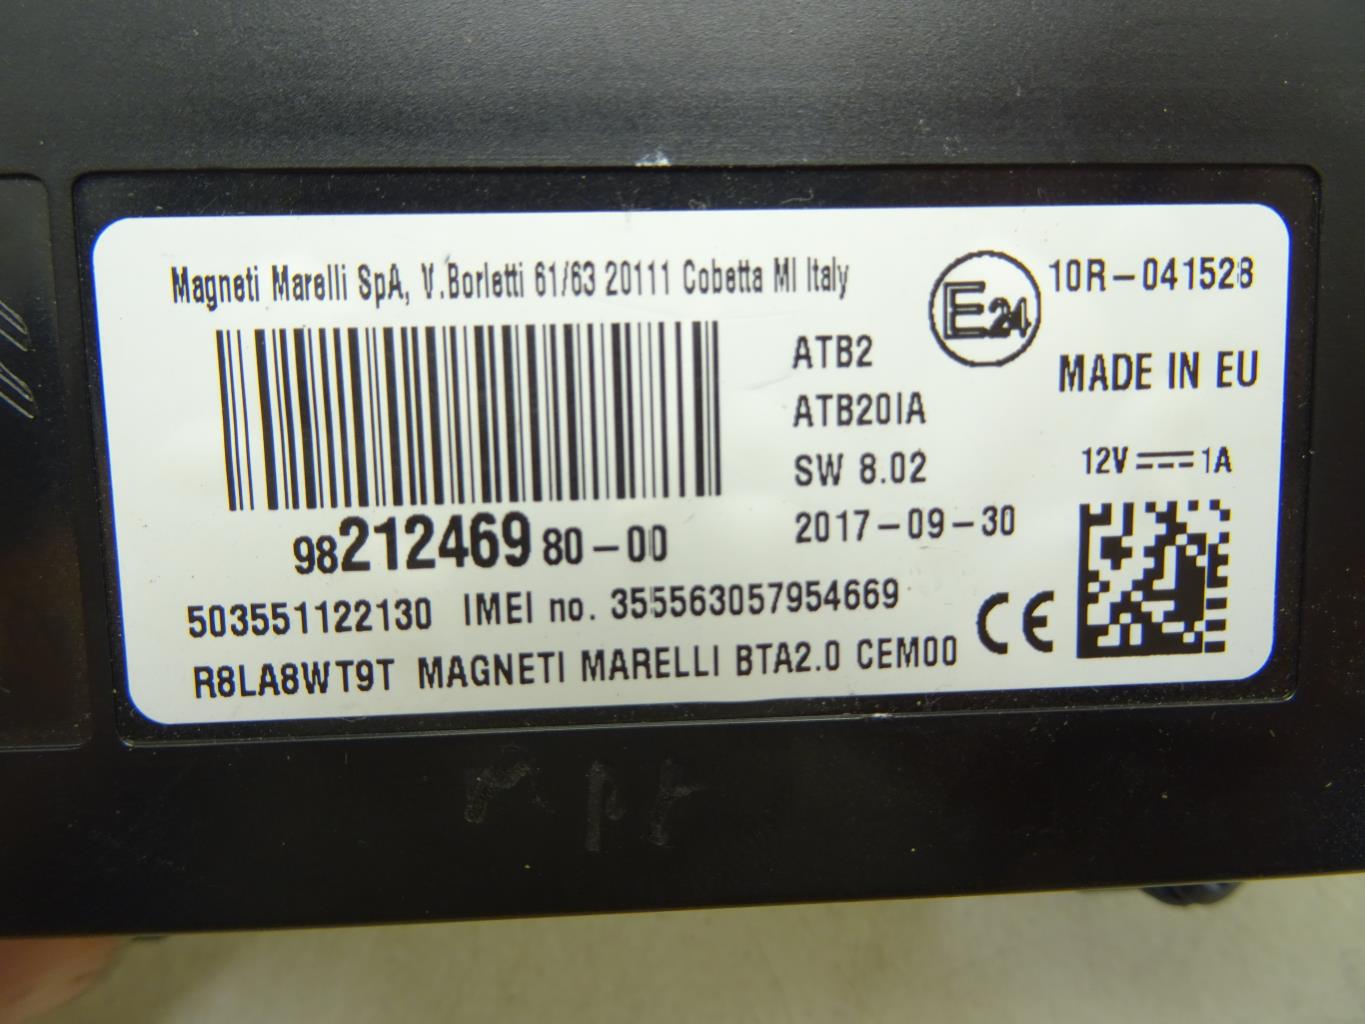 Magneti Marelli SpA, V.Borletti 61/63 20111 Cobetta MI Italy
E24
10R-041528
ATB2
MADE IN EU
ATB20IA
SW 8.02
12V 1A
2017-09-30
9821246980-00
503551122130 IMEI no. 355563057954669
CE
R8LA8WT9T MAGNETI MARELLI BTA2.0 CEM00